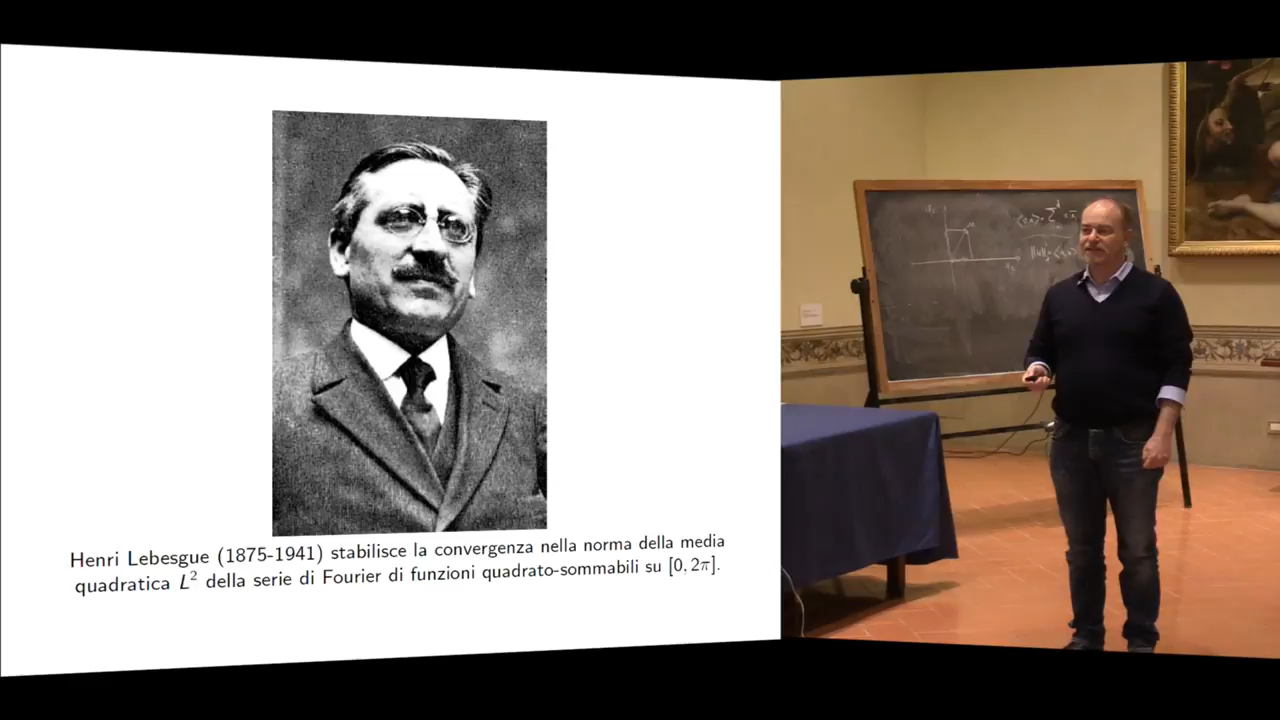 Henri Lebesgue (1875-1941) stabilisce la convergenza nella norma della media
quadratica L² della serie di Fourier di funzioni quadrato-sommabili su [0, 2π].